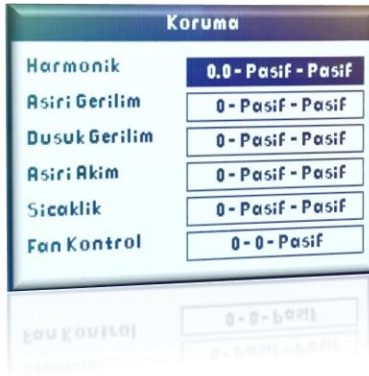 Koruma
Harmonik 0.0 - Pasif - Pasif
Asiri Gerilim 0 - Pasif - Pasif
Dusuk Gerilim 0 - Pasif - Pasif
Asiri Akim 0 - Pasif - Pasif
Sicaklik 0 - Pasif - Pasif
Fan Kontrol 0 - 0 - Pasif